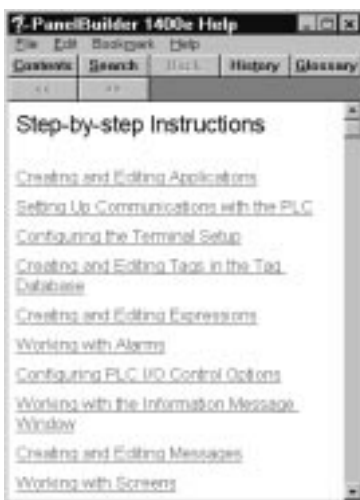 PanelBuilder 1400e Help
File Edit Bookmark Help
Contents Search Back History Glossary
<< >>
Step-by-step Instructions
Creating and Editing Applications
Setting Up Communications with the PLC
Configuring the Terminal Setup
Creating and Editing Tags in the Tag
Database
Creating and Editing Expressions
Working with Alarms
Configuring PLC I/O Control Options
Working with the Information Message
Window
Creating and Editing Messages
Working with Screens